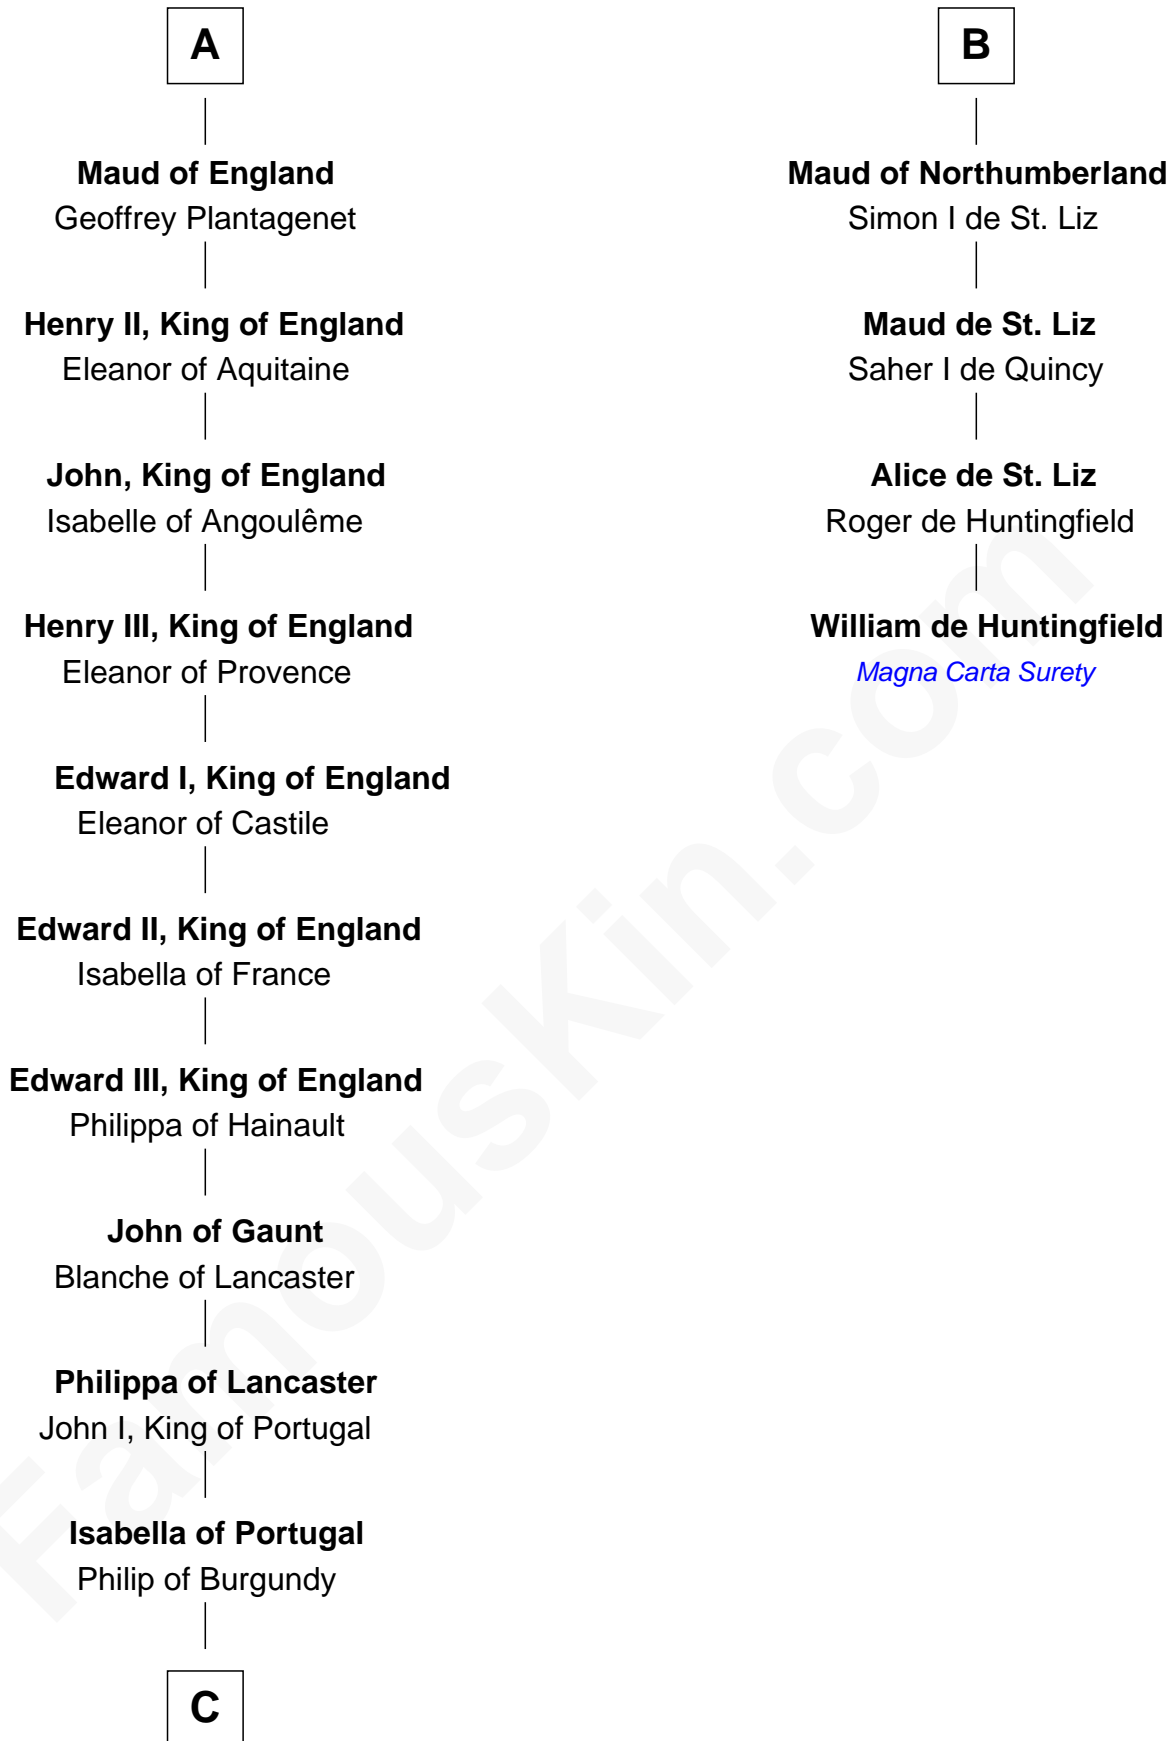 A
Maud of England
Geoffrey Plantagenet
Henry II, King of England
Eleanor of Aquitaine
John, King of England
Isabelle of Angoulême
Henry III, King of England
Eleanor of Provence
Edward I, King of England
Eleanor of Castile
Edward II, King of England
Isabella of France
Edward III, King of England
Philippa of Hainault
John of Gaunt
Blanche of Lancaster
Philippa of Lancaster
John I, King of Portugal
Isabella of Portugal
Philip of Burgundy
C
B
Maud of Northumberland
Simon I de St. Liz
Maud de St. Liz
Saher I de Quincy
Alice de St. Liz
Roger de Huntingfield
William de Huntingfield
Magna Carta Surety
FamousKin.com